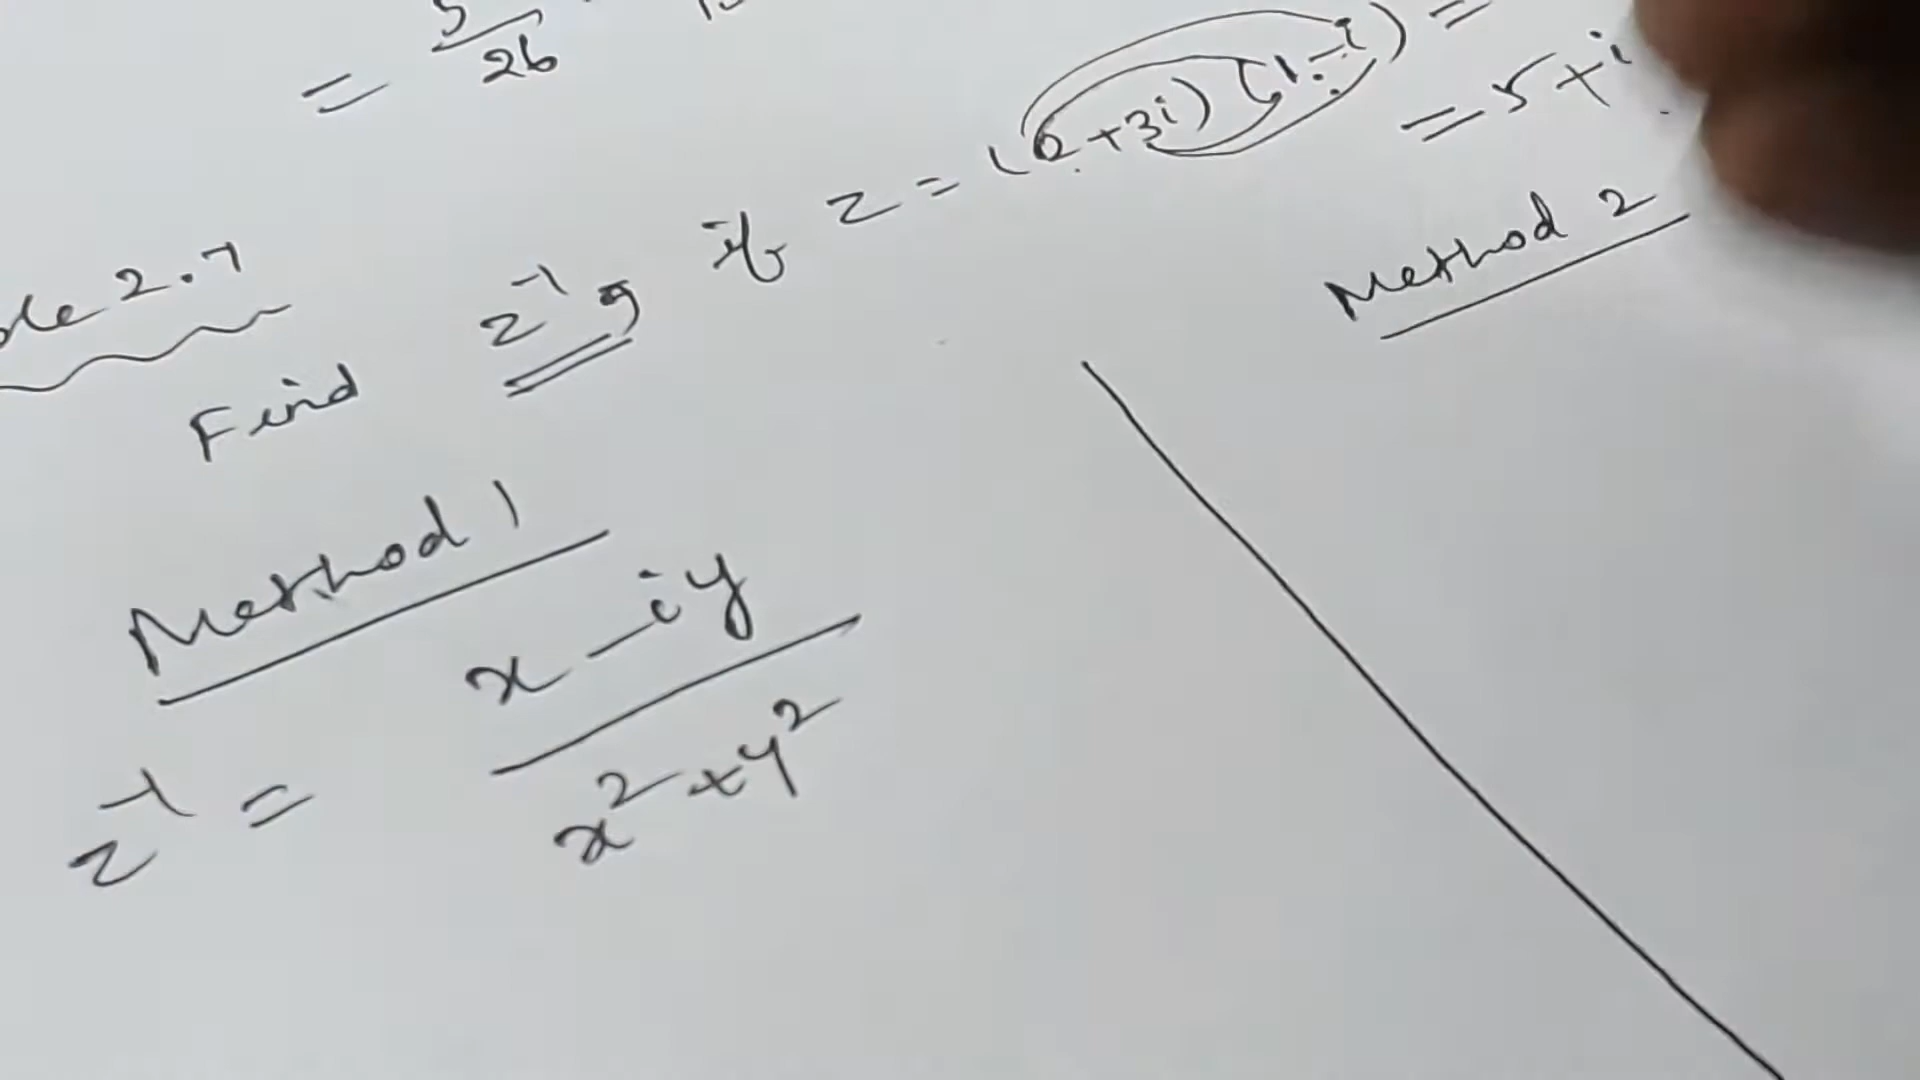 = 5/26
Find z⁻¹, if z = (2+3i)(1-i) =
= 5+i
2.7
Method 1
Method 2
z⁻¹ = x-iy / x²+y²